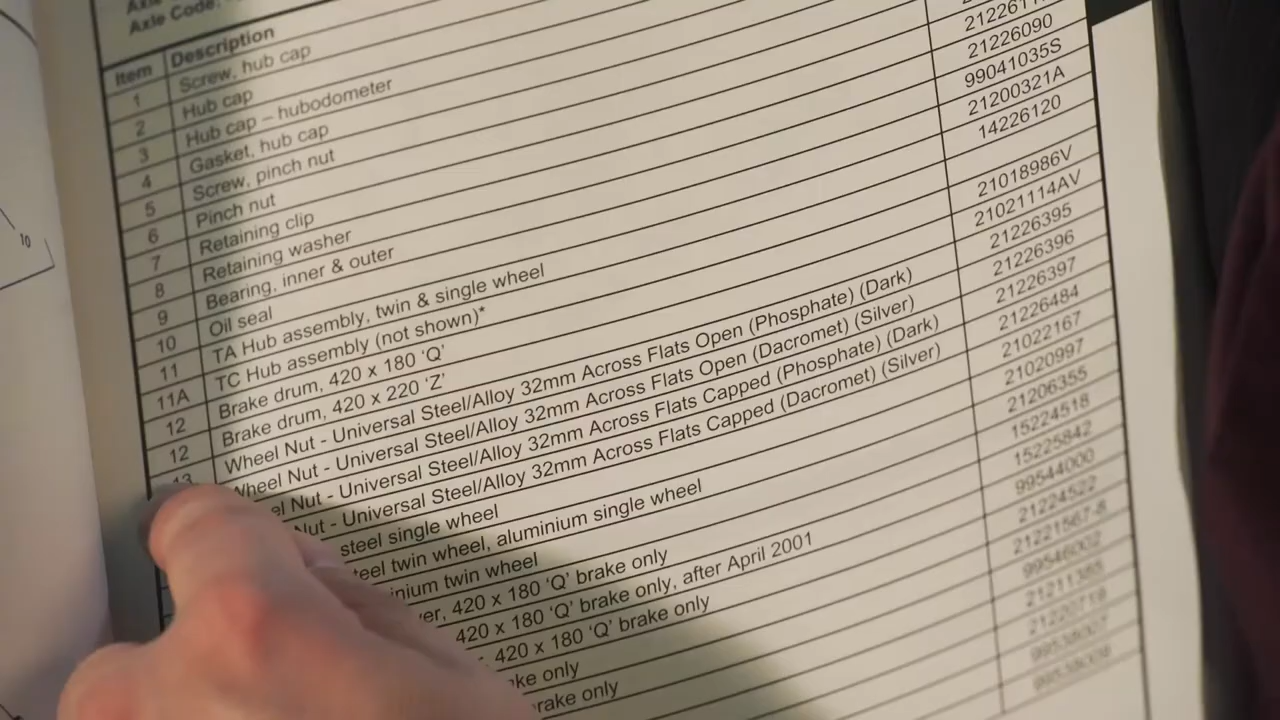 Axle Code,
Item Description
1 Screw, hub cap
2 Hub cap
3 Hub cap – hubodometer
4 Gasket, hub cap
5 Screw, pinch nut
6 Pinch nut
7 Retaining clip
8 Retaining washer
9 Bearing, inner & outer
10 Oil seal
11 TA Hub assembly, twin & single wheel
11A TC Hub assembly (not shown)*
12 Brake drum, 420 x 180 ‘Q’
12 Brake drum, 420 x 220 ‘Z’
13 Wheel Nut - Universal Steel/Alloy 32mm Across Flats Open (Phosphate) (Dark)
Wheel Nut - Universal Steel/Alloy 32mm Across Flats Open (Dacromet) (Silver)
Nut - Universal Steel/Alloy 32mm Across Flats Capped (Phosphate) (Dark)
Nut - Universal Steel/Alloy 32mm Across Flats Capped (Dacromet) (Silver)
steel single wheel
twin wheel, aluminium single wheel
twin wheel
420 x 180 ‘Q’ brake only
420 x 180 ‘Q’ brake only, after April 2001
420 x 180 ‘Q’ brake only
only
only
21226090
99041035S
21200321A
14226120
21018986V
21021114AV
21226395
21226396
21226397
21226484
21022167
21020997
21206355
15224518
15225842
99544000
21224522